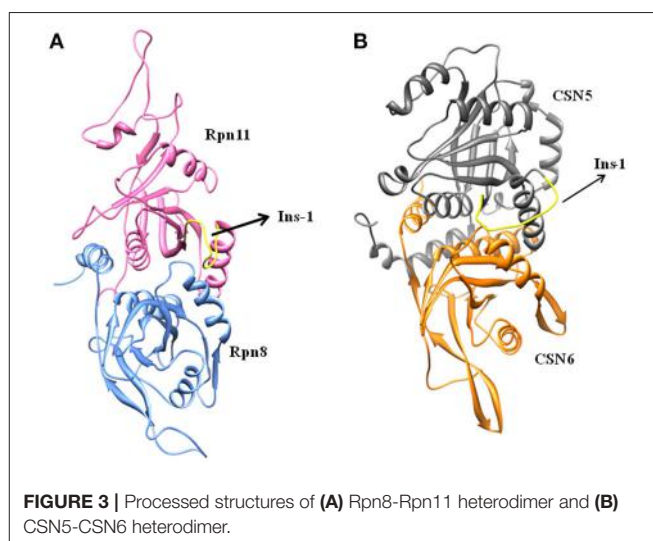 A
B
CSN5
Rpn11
Ins-1
Ins-1
Rpn8
CSN6
FIGURE 3 | Processed structures of (A) Rpn8-Rpn11 heterodimer and (B)
CSN5-CSN6 heterodimer.